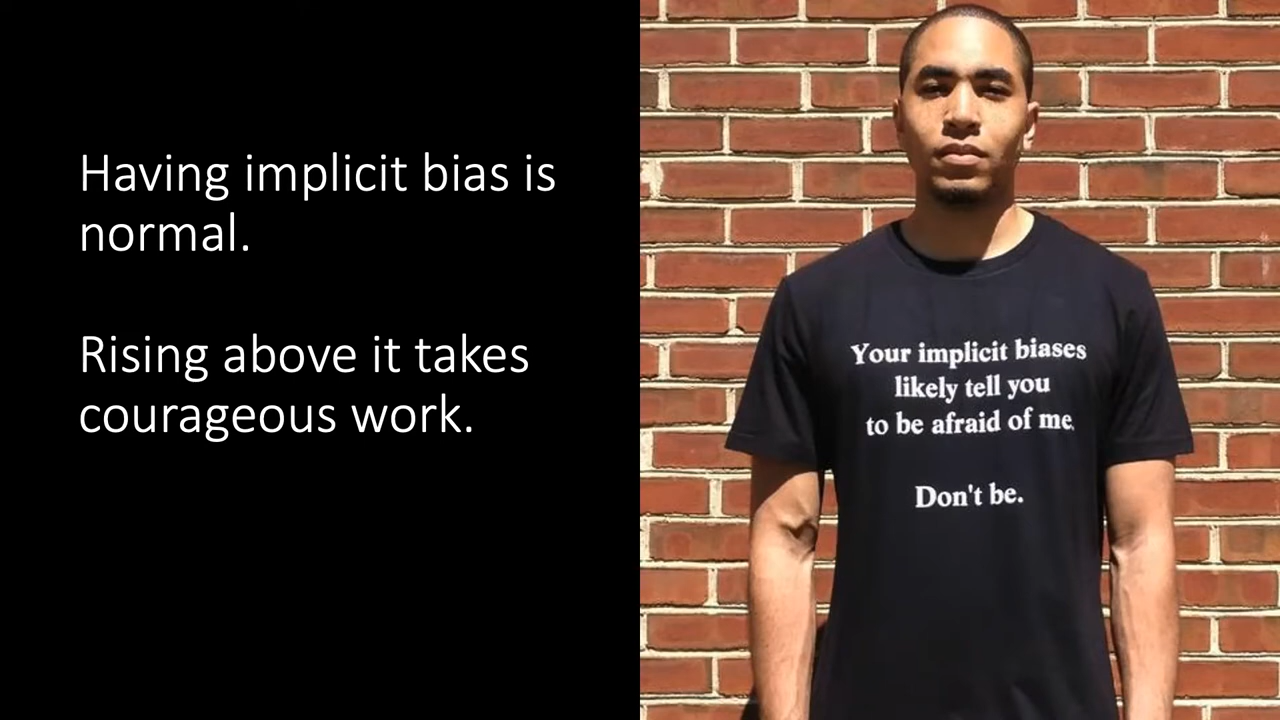 Having implicit bias is
normal.
Rising above it takes
courageous work.
Your implicit biases
likely tell you
to be afraid of me.
Don't be.